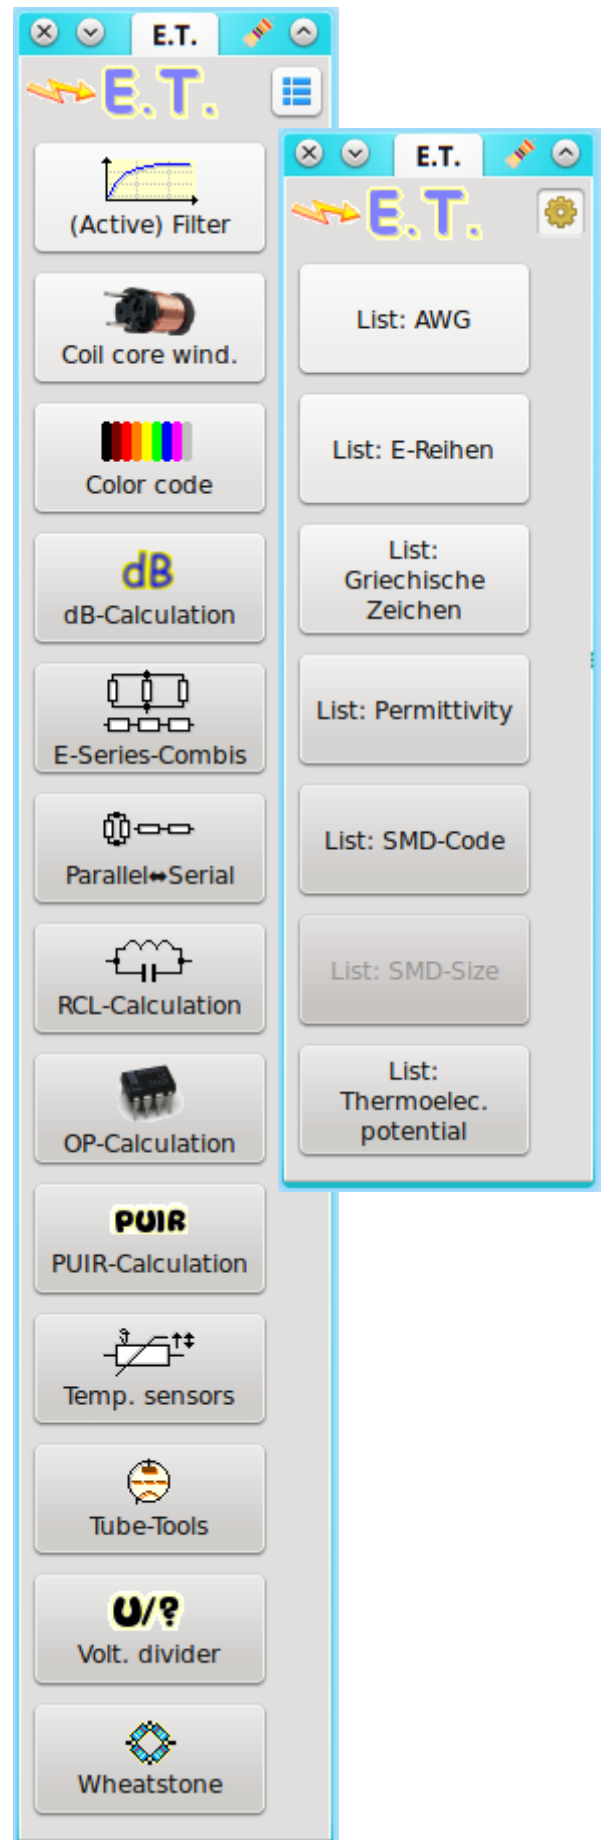 E.T.
E.T.
(Active) Filter
Coil core wind.
Color code
dB
dB-Calculation
E-Series-Combis
Parallel⬌Serial
RCL-Calculation
OP-Calculation
PUIR
PUIR-Calculation
Temp. sensors
Tube-Tools
U/?
Volt. divider
Wheatstone
E.T.
E.T.
List: AWG
List: E-Reihen
List:
Griechische
Zeichen
List: Permittivity
List: SMD-Code
List: SMD-Size
List:
Thermoelec.
potential